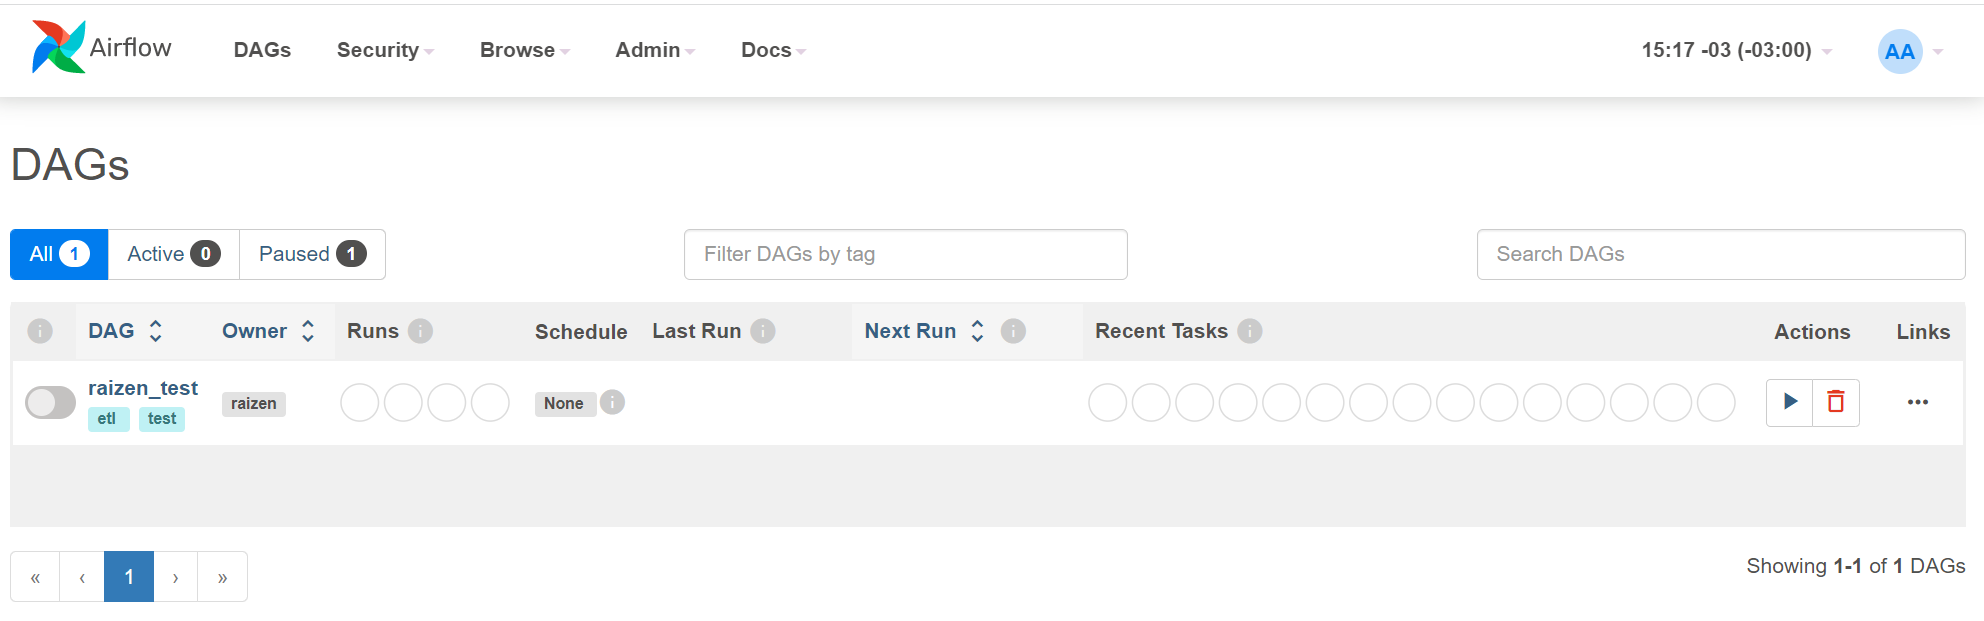 Airflow DAGs Security Browse Admin Docs 15:17 -03 (-03:00) AA
DAGs
All 1 Active 0 Paused 1 Filter DAGs by tag Search DAGs
i DAG Owner Runs i Schedule Last Run i Next Run i Recent Tasks i Actions Links
raizen_test
raizen None i
etl test
« ‹ 1 › »
Showing 1-1 of 1 DAGs